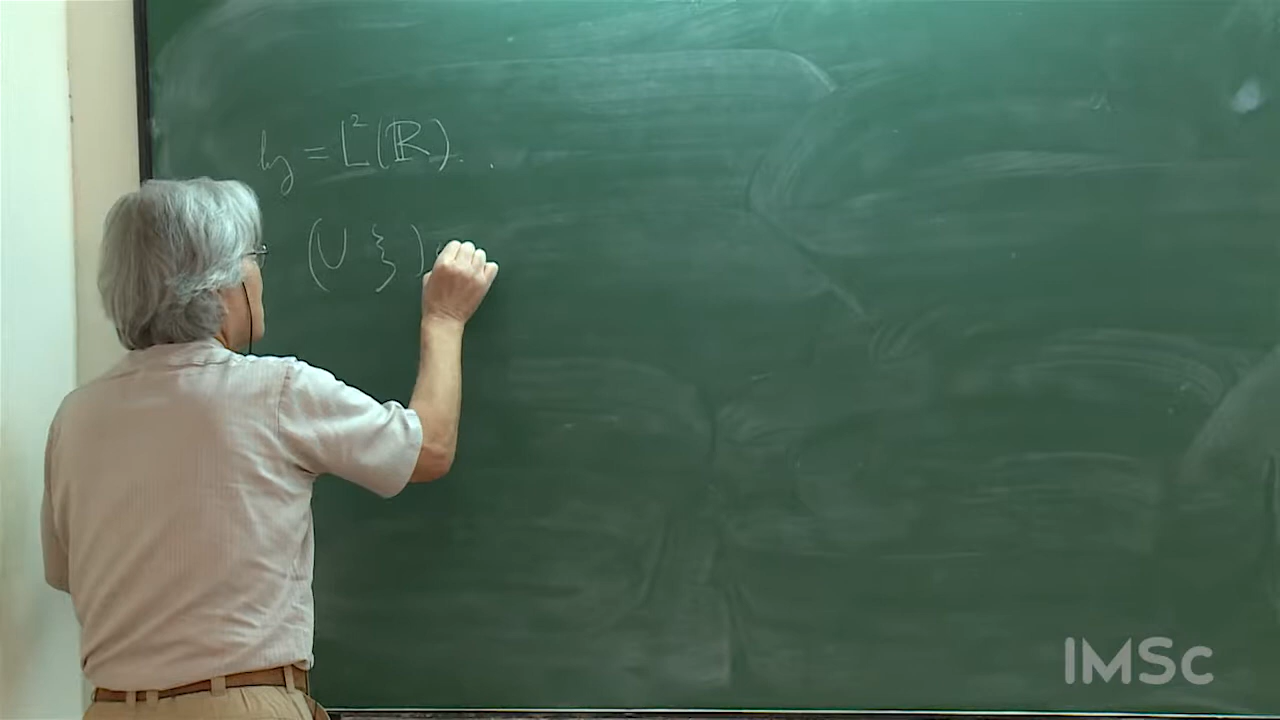 𝔥 = L²(ℝ).
(U ξ)
IMSc